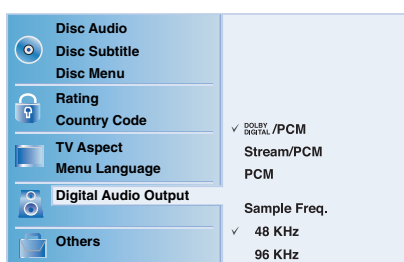 Disc Audio
Disc Subtitle
Disc Menu
Rating
Country Code
TV Aspect
Menu Language
Digital Audio Output
Others
✓ DOLBY DIGITAL /PCM
Stream/PCM
PCM
Sample Freq.
✓ 48 KHz
96 KHz